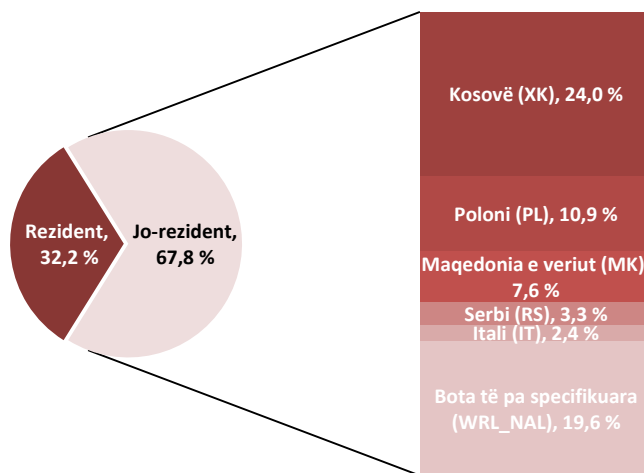 Rezident,
32,2 %
Jo-rezident,
67,8 %
Kosovë (XK), 24,0 %
Poloni (PL), 10,9 %
Maqedonia e veriut (MK)
7,6 %
Serbi (RS), 3,3 %
Itali (IT), 2,4 %
Bota të pa specifikuara
(WRL_NAL), 19,6 %